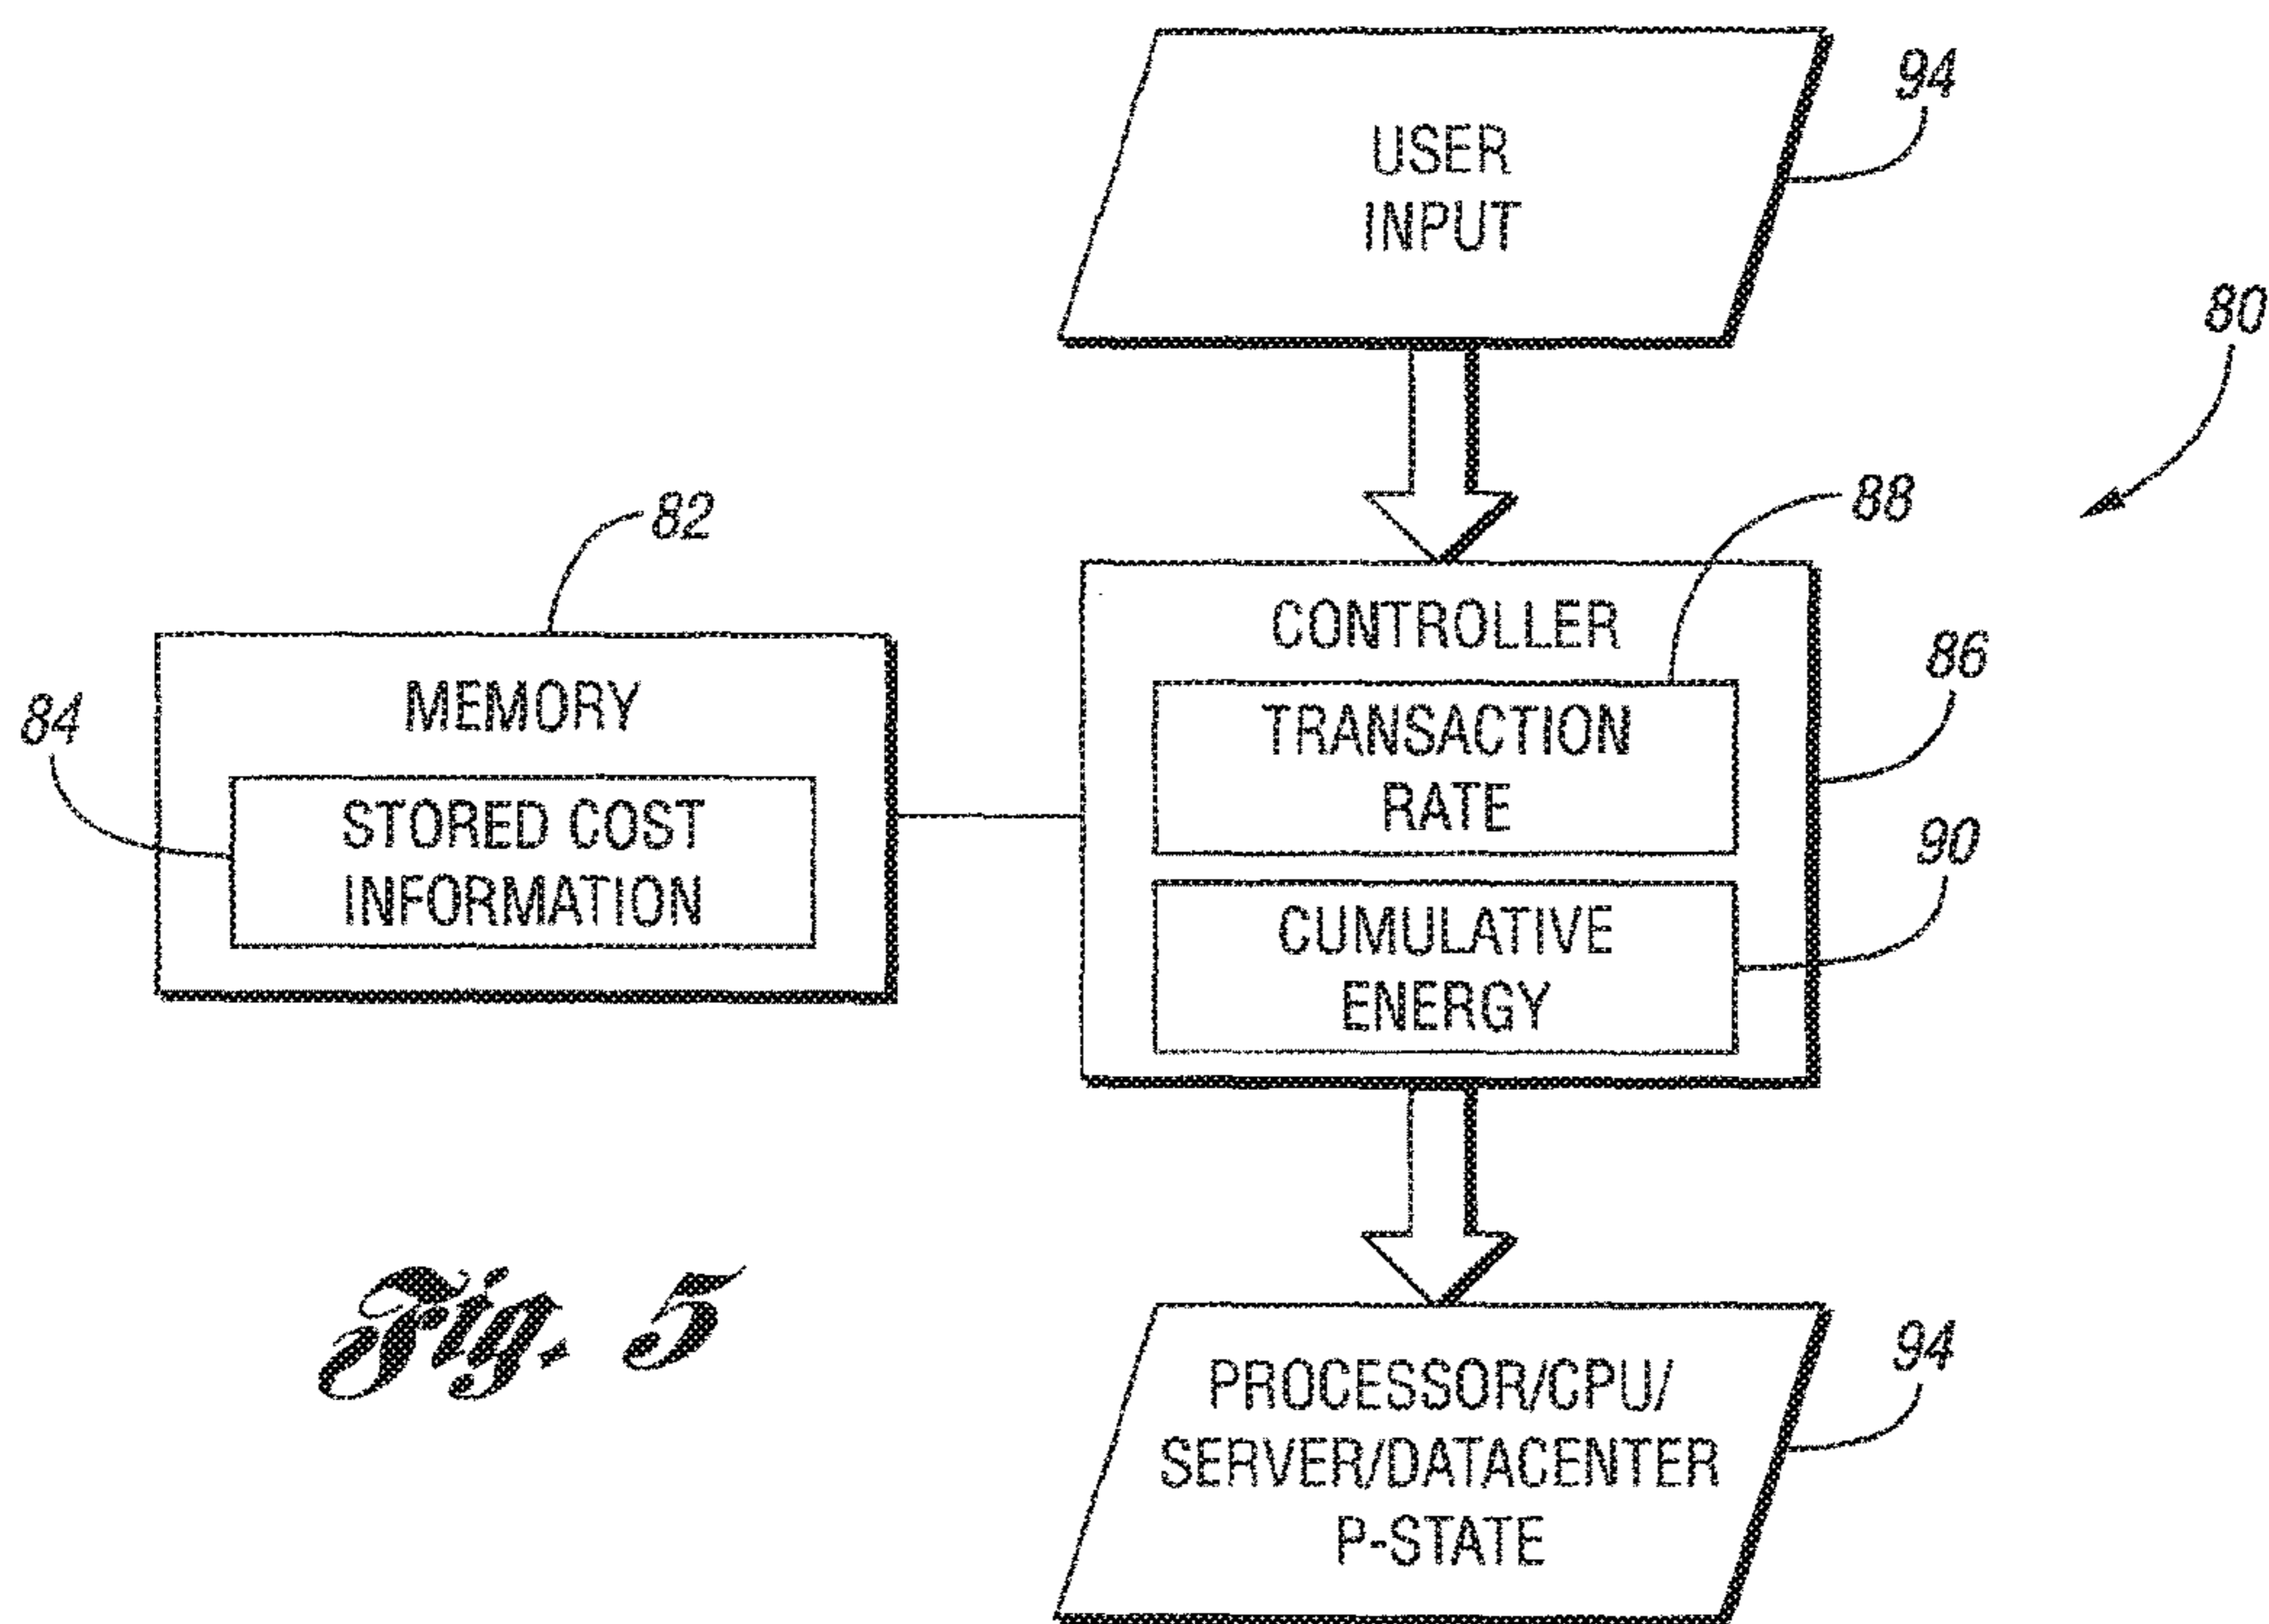 USER
INPUT
94
80
88
CONTROLLER
82
MEMORY
86
84
TRANSACTION
RATE
STORED COST
INFORMATION
90
CUMULATIVE
ENERGY
Fig. 5
PROCESSOR/CPU/
SERVER/DATACENTER
P-STATE
94